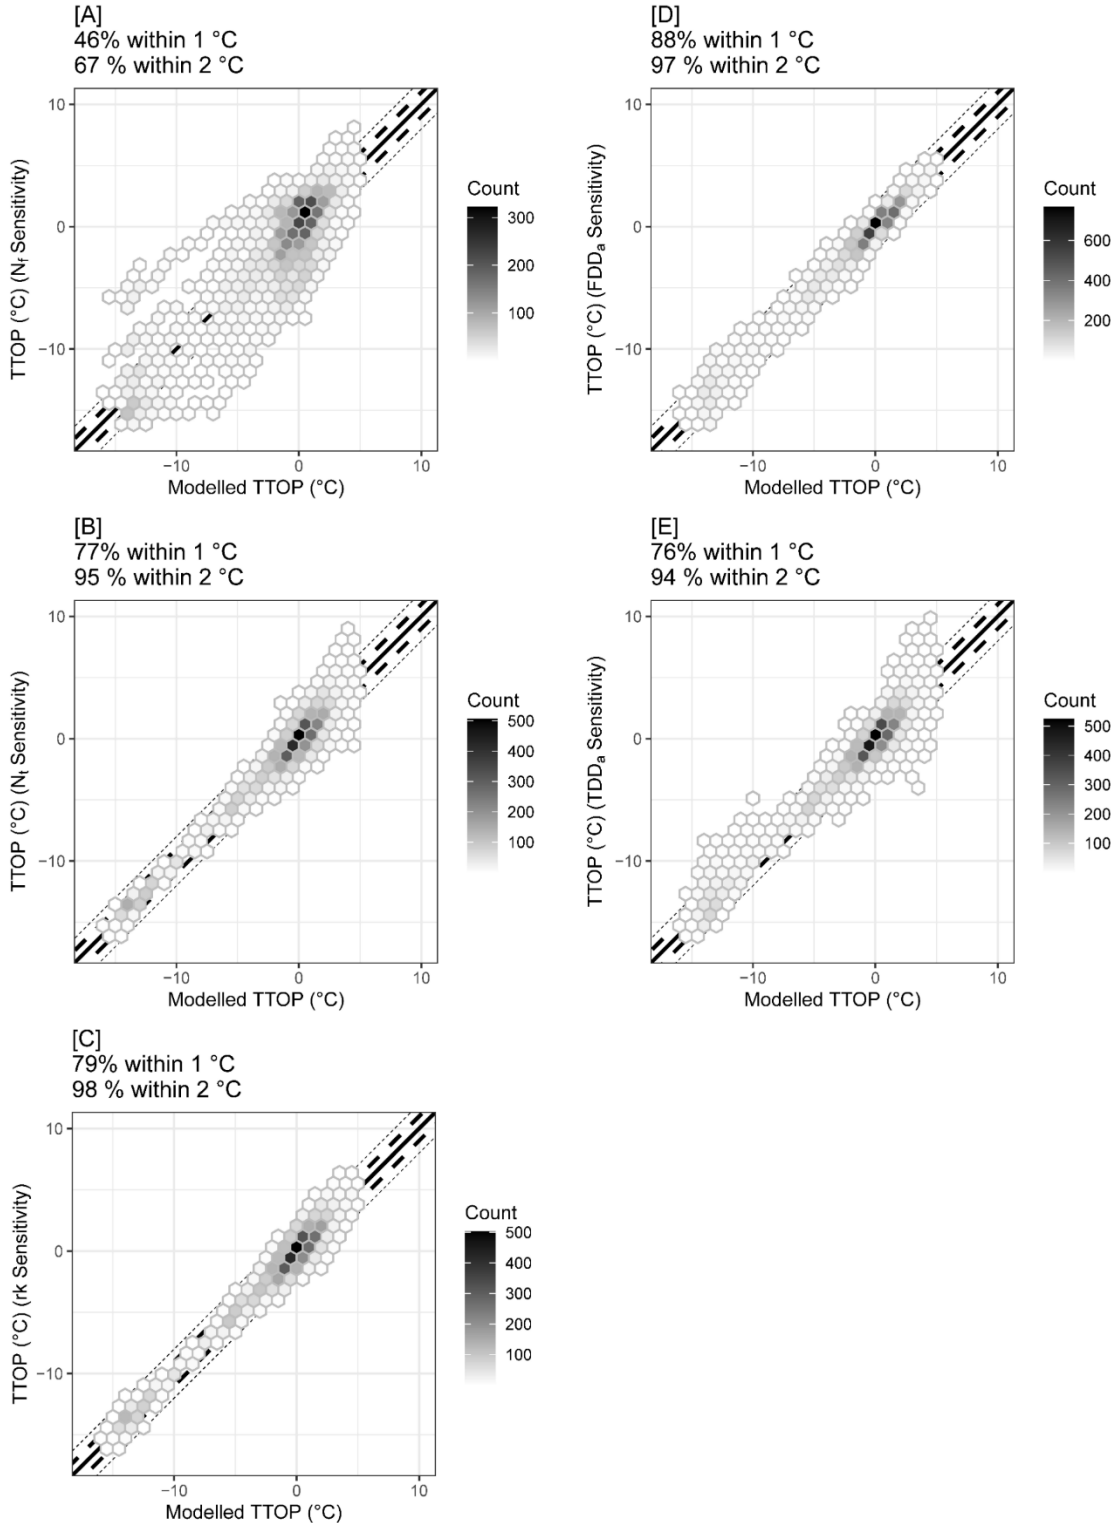 [A]
46% within 1 °C
67 % within 2 °C
TTOP (°C) (Nf Sensitivity)
10
0
−10
−10
0
10
Modelled TTOP (°C)
Count
300
200
100
[D]
88% within 1 °C
97 % within 2 °C
TTOP (°C) (FDDa Sensitivity)
10
0
−10
−10
0
10
Modelled TTOP (°C)
Count
600
400
200
[B]
77% within 1 °C
95 % within 2 °C
TTOP (°C) (Nt Sensitivity)
10
0
−10
−10
0
10
Modelled TTOP (°C)
Count
500
400
300
200
100
[E]
76% within 1 °C
94 % within 2 °C
TTOP (°C) (TDDa Sensitivity)
10
0
−10
−10
0
10
Modelled TTOP (°C)
Count
500
400
300
200
100
[C]
79% within 1 °C
98 % within 2 °C
TTOP (°C) (rk Sensitivity)
10
0
−10
−10
0
10
Modelled TTOP (°C)
Count
500
400
300
200
100